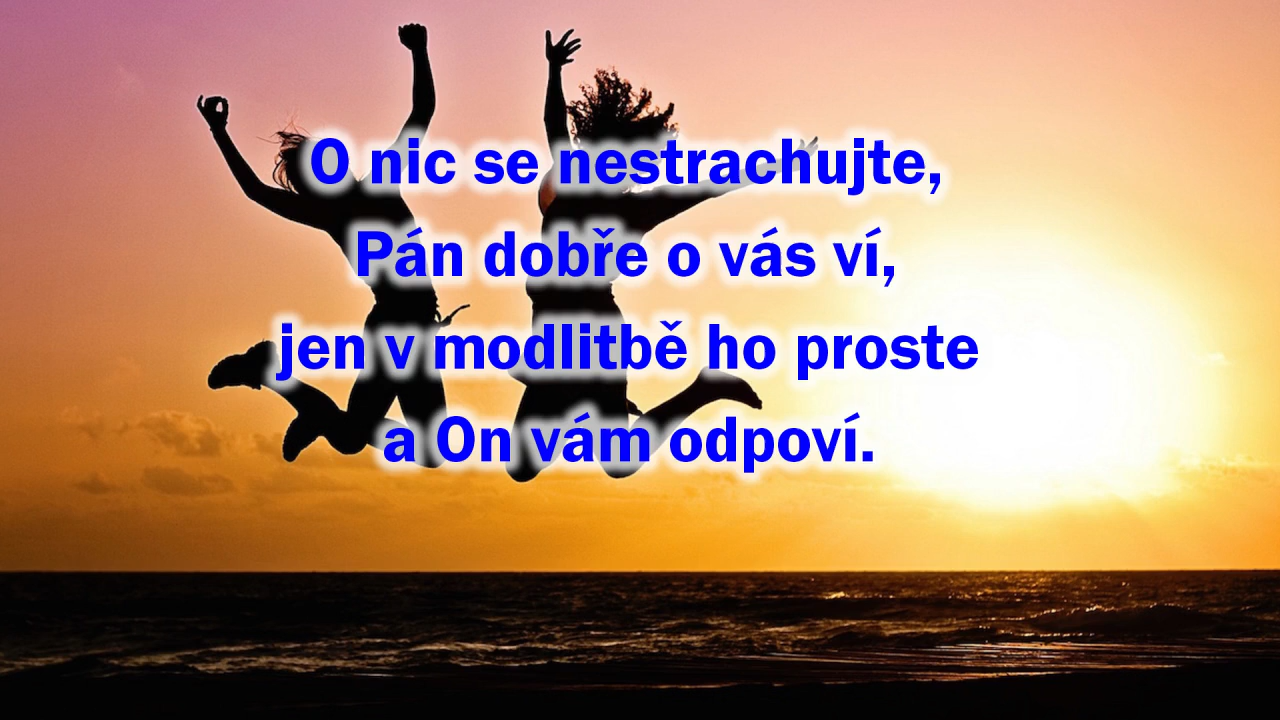 O nic se nestrachujte,
Pán dobře o vás ví,
jen v modlitbě ho proste
a On vám odpoví.